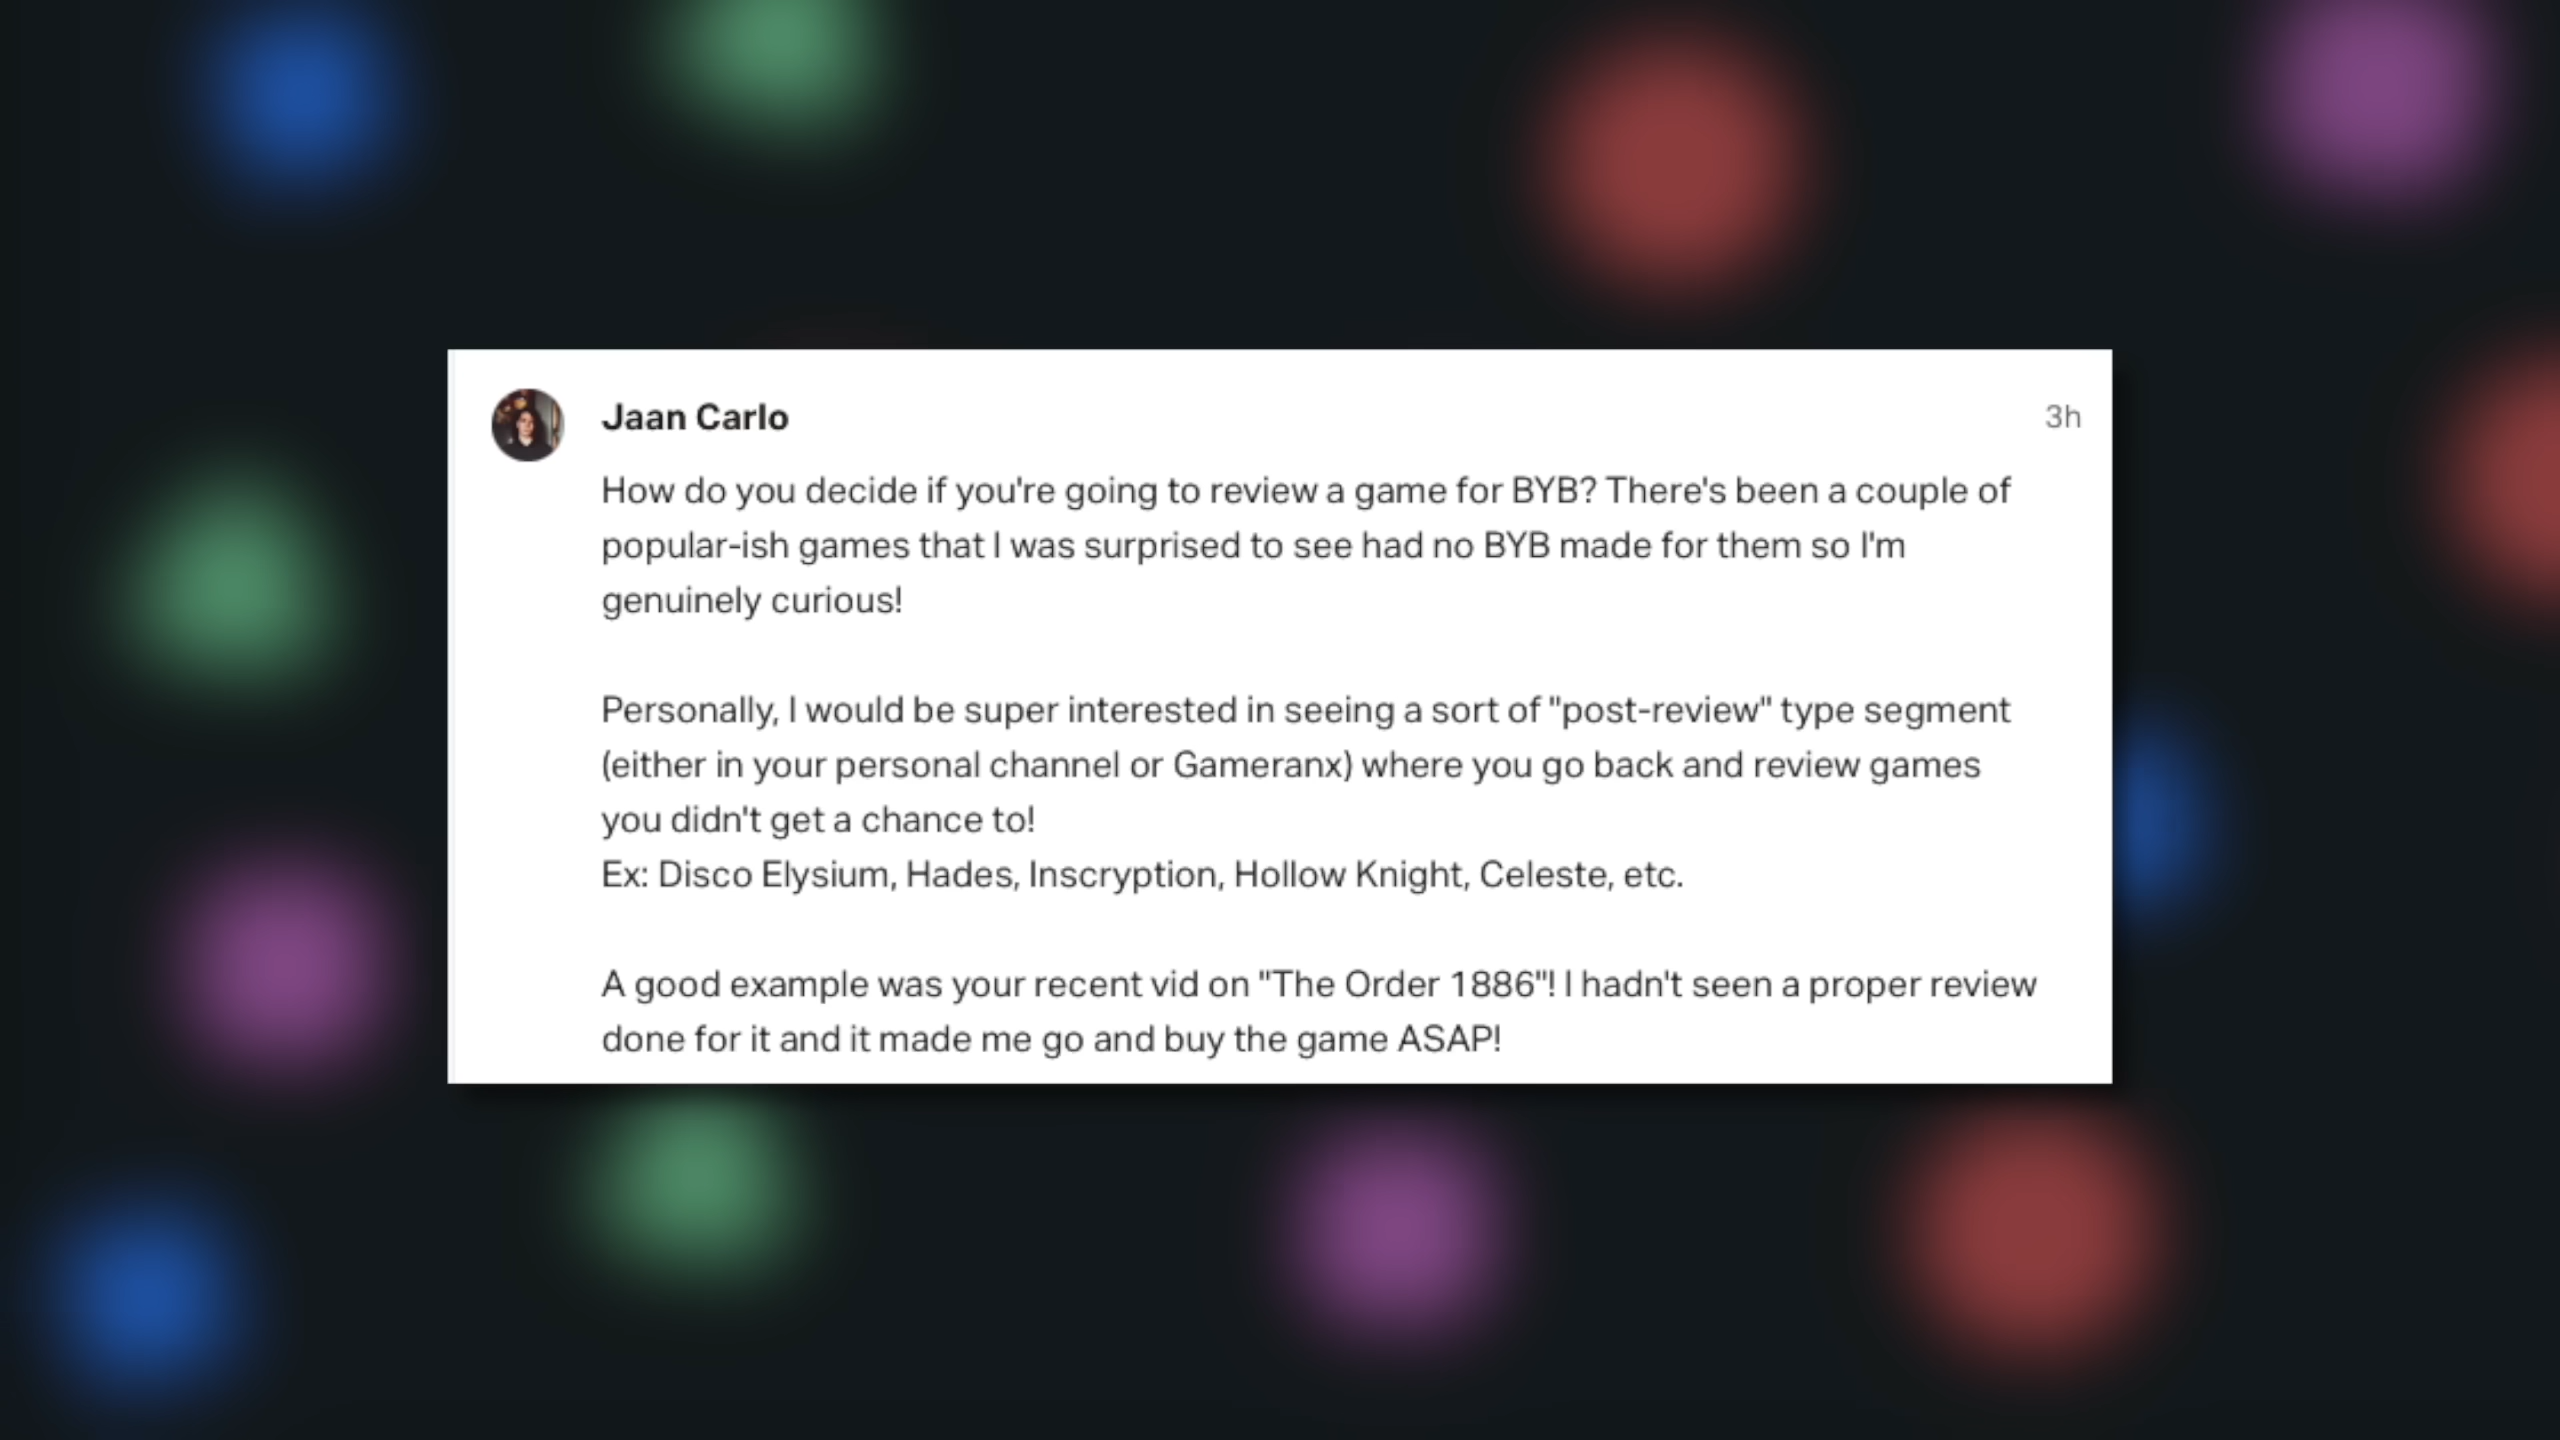 Jaan Carlo
3h
How do you decide if you're going to review a game for BYB? There's been a couple of
popular-ish games that I was surprised to see had no BYB made for them so I'm
genuinely curious!
Personally, I would be super interested in seeing a sort of "post-review" type segment
(either in your personal channel or Gameranx) where you go back and review games
you didn't get a chance to!
Ex: Disco Elysium, Hades, Inscryption, Hollow Knight, Celeste, etc.
A good example was your recent vid on "The Order 1886"! I hadn't seen a proper review
done for it and it made me go and buy the game ASAP!